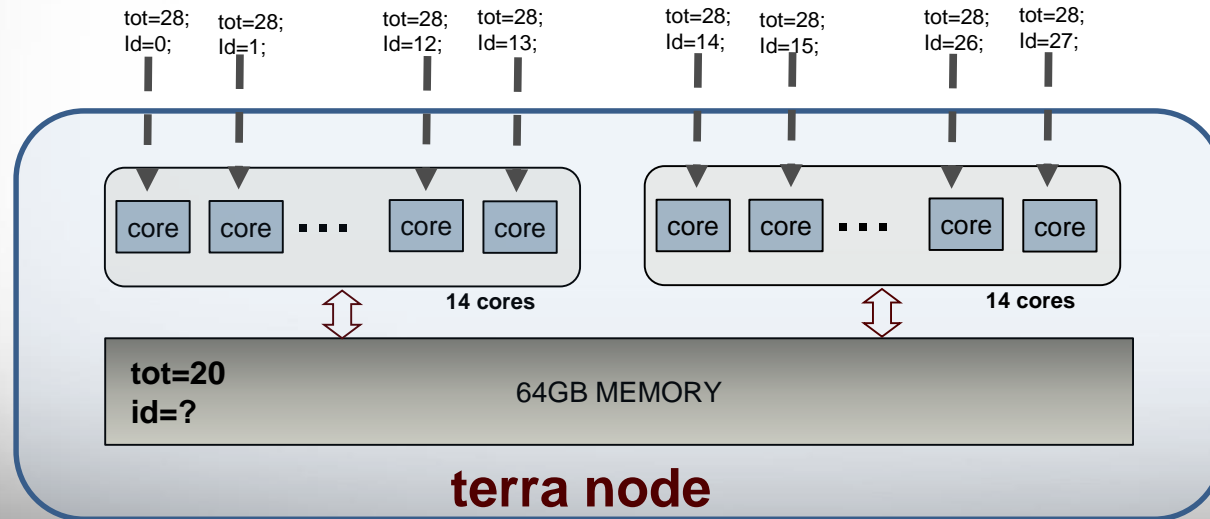 tot=28;
Id=0;
tot=28;
Id=1;
tot=28;
Id=12;
tot=28;
Id=13;
tot=28;
Id=14;
tot=28;
Id=15;
tot=28;
Id=26;
tot=28;
Id=27;
core
core
...
core
core
core
core
...
core
core
14 cores
14 cores
tot=20
id=?
64GB MEMORY
terra node